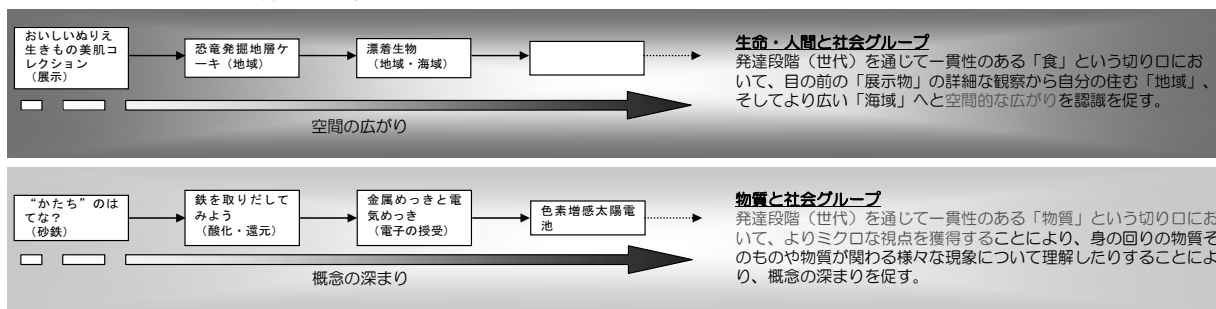 おいしいぬりえ
生きもの美肌コ
レクション
（展示）
恐竜発掘地層ケ
ーキ（地域）
漂着生物
（地域・海域）
空間の広がり
生命・人間と社会グループ
発達段階（世代）を通じて一貫性のある「食」という切り口にお
いて、目の前の「展示物」の詳細な観察から自分の住む「地域」、
そしてより広い「海域」へと空間的な広がりを認識を促す。
“かたち”のは
てな？
（砂鉄）
鉄を取りだして
みよう
（酸化・還元）
金属めっきと電
気めっき
（電子の授受）
色素増感太陽電
池
概念の深まり
物質と社会グループ
発達段階（世代）を通じて一貫性のある「物質」という切り口にお
いて、よりミクロな視点を獲得することにより、身の回りの物質そ
のものや物質が関わる様々な現象について理解したりすることによ
り、概念の深まりを促す。